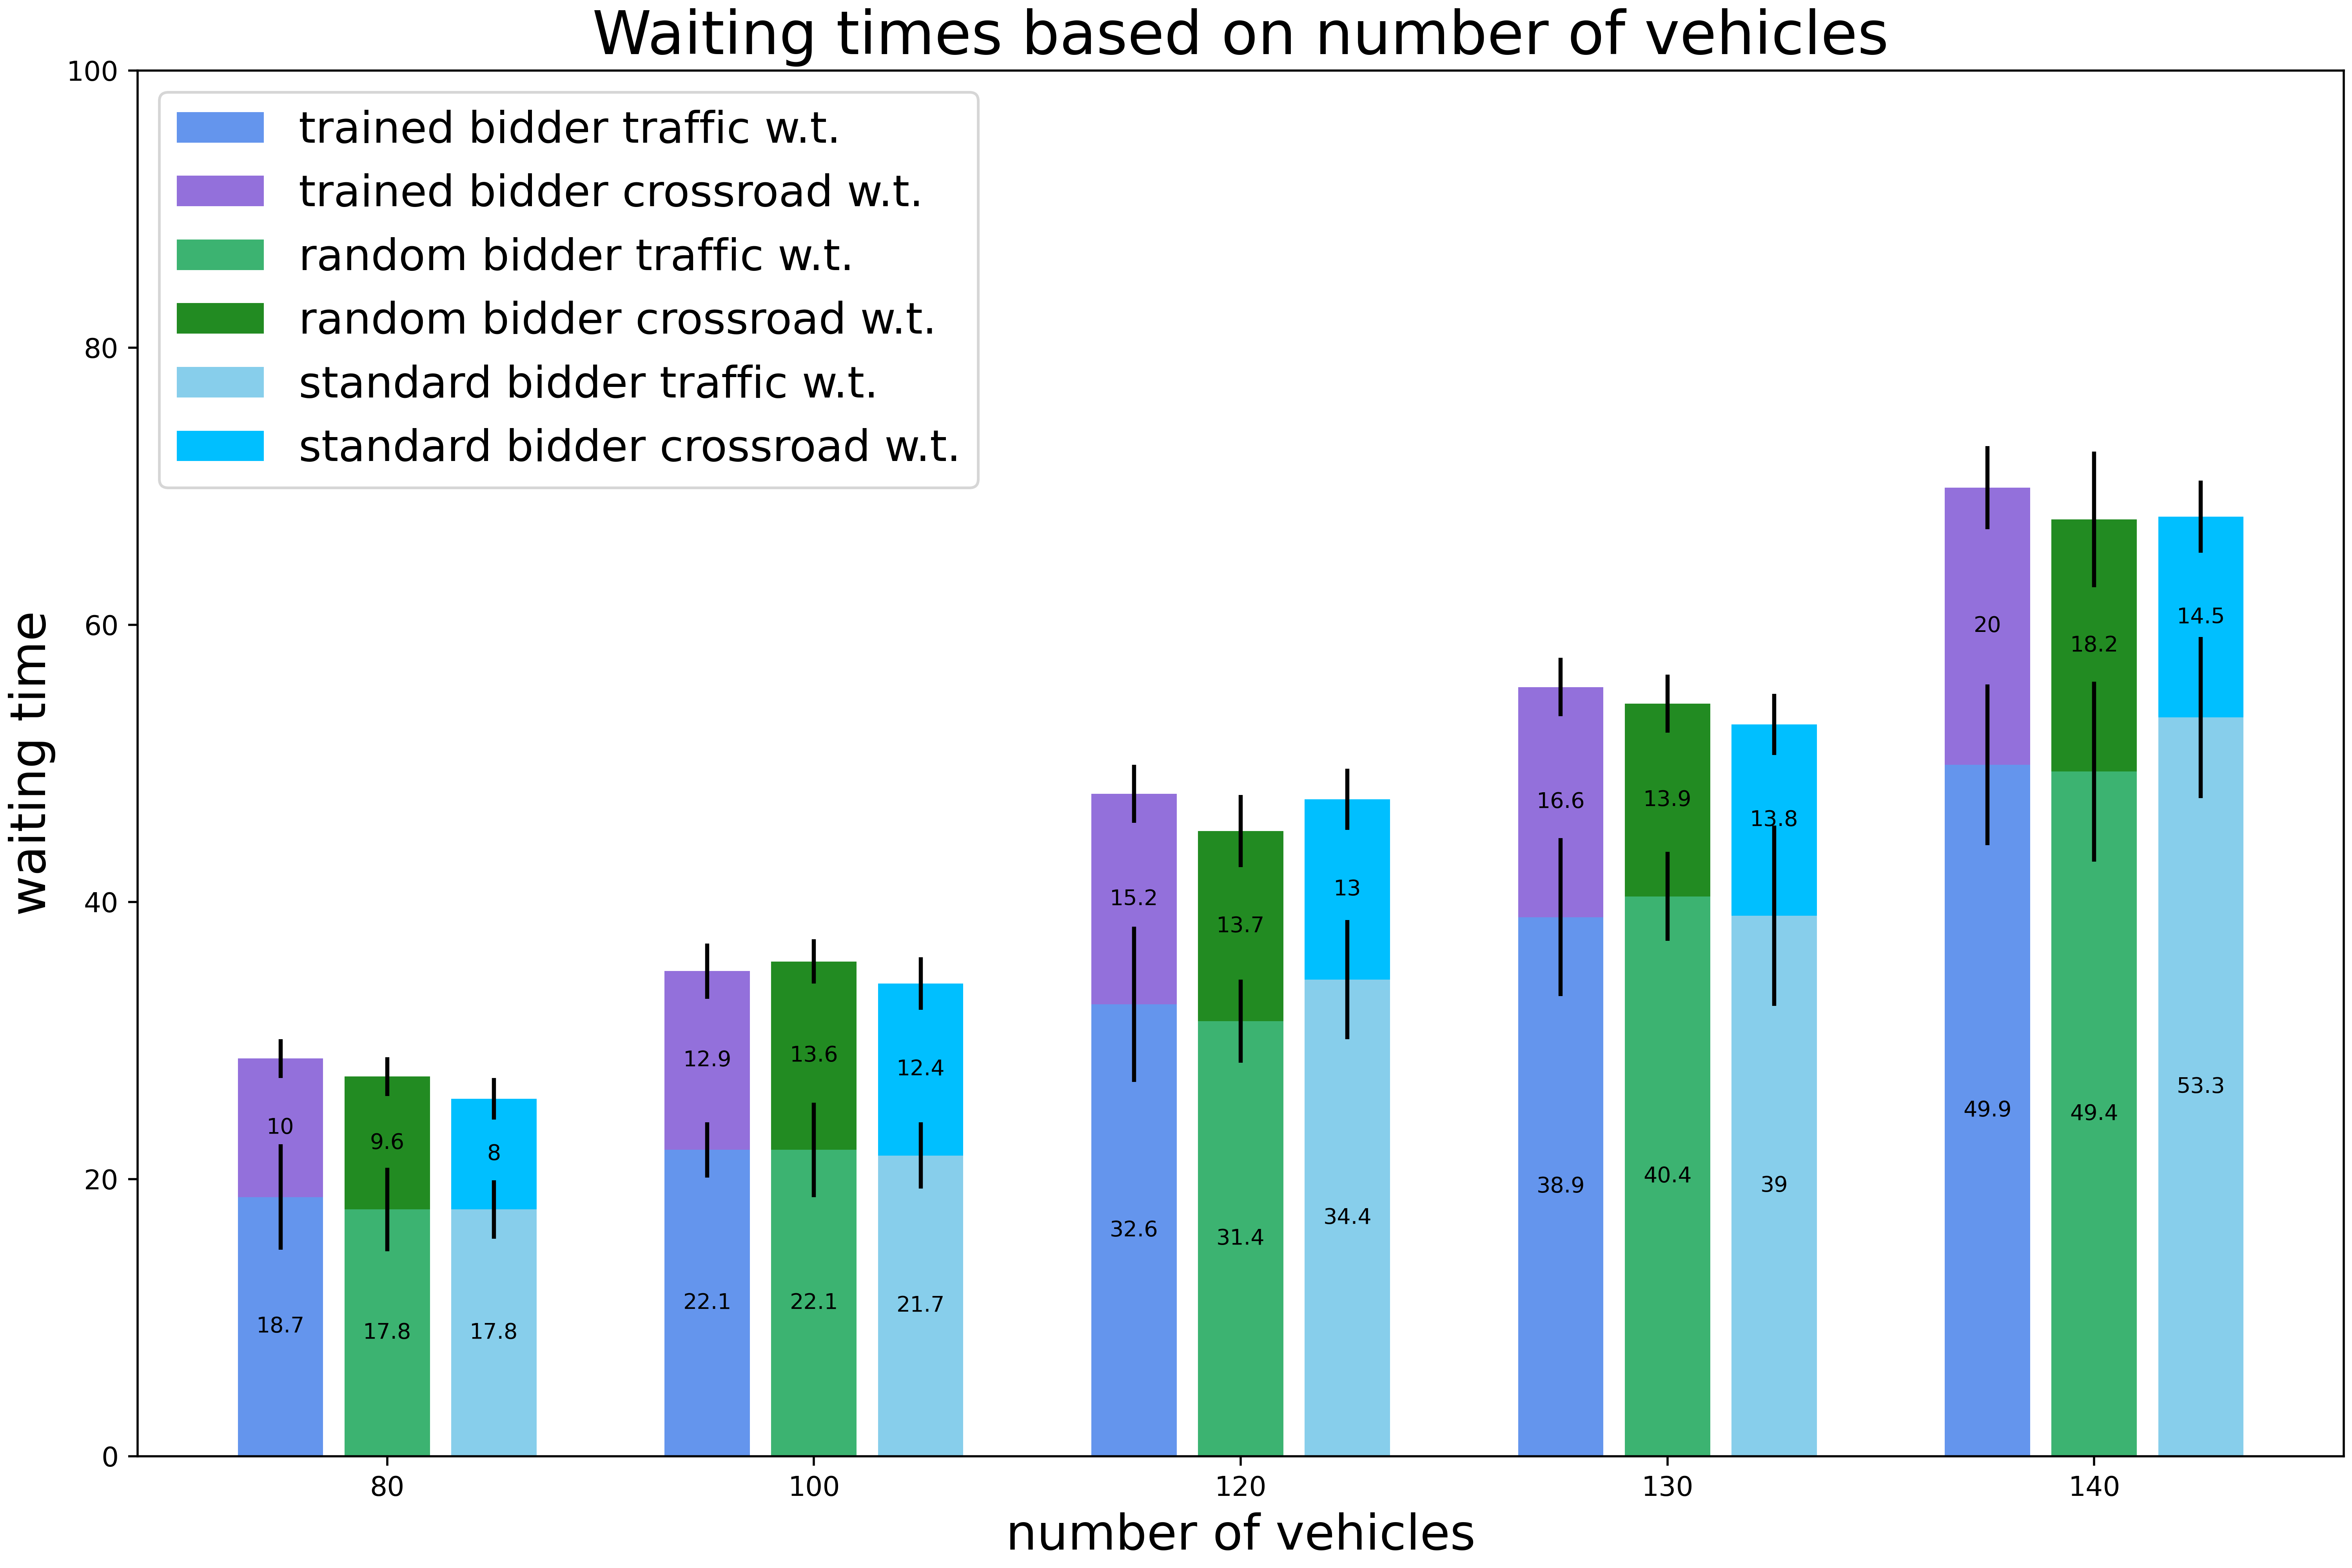 Waiting times based on number of vehicles
100
80
60
40
20
0
waiting time
trained bidder traffic w.t.
trained bidder crossroad w.t.
random bidder traffic w.t.
random bidder crossroad w.t.
standard bidder traffic w.t.
standard bidder crossroad w.t.
10 9.6 8
18.7 17.8 17.8
12.9 13.6 12.4
22.1 22.1 21.7
15.2 13.7 13
32.6 31.4 34.4
16.6 13.9 13.8
38.9 40.4 39
20 18.2 14.5
49.9 49.4 53.3
80 100 120 130 140
number of vehicles